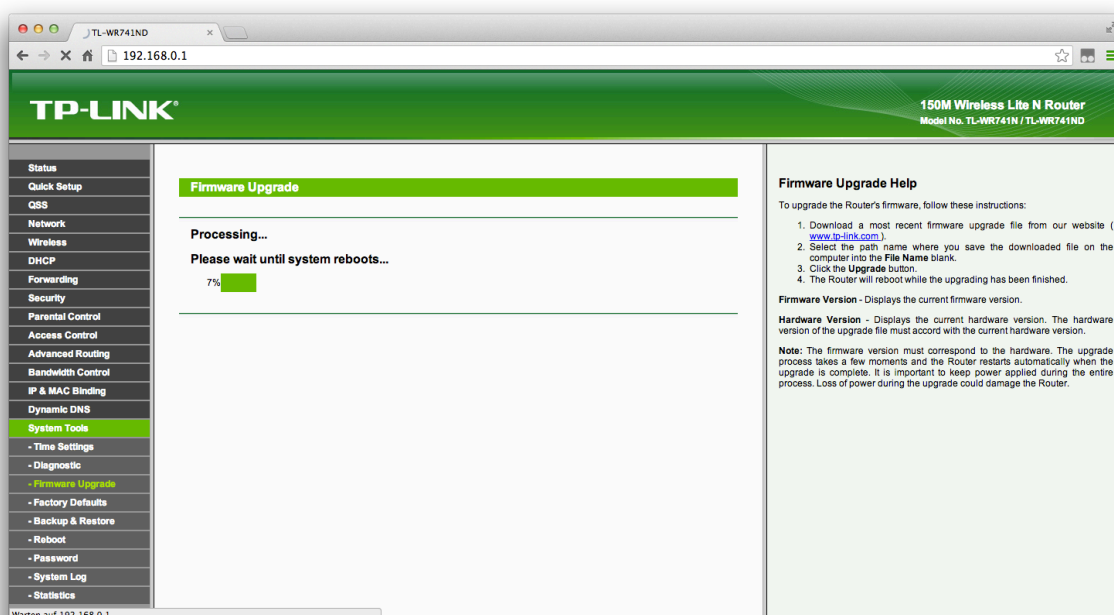 TL-WR741ND
192.168.0.1
TP-LINK®
150M Wireless Lite N Router
Model No. TL-WR741N / TL-WR741ND
Status
Quick Setup
QSS
Network
Wireless
DHCP
Forwarding
Security
Parental Control
Access Control
Advanced Routing
Bandwidth Control
IP & MAC Binding
Dynamic DNS
System Tools
- Time Settings
- Diagnostic
- Firmware Upgrade
- Factory Defaults
- Backup & Restore
- Reboot
- Password
- System Log
- Statistics
Firmware Upgrade
Processing...
Please wait until system reboots...
7%
Firmware Upgrade Help
To upgrade the Router's firmware, follow these instructions:
1. Download a most recent firmware upgrade file from our website (
www.tp-link.com ).
2. Select the path name where you save the downloaded file on the
computer into the File Name blank.
3. Click the Upgrade button.
4. The Router will reboot while the upgrading has been finished.
Firmware Version - Displays the current firmware version.
Hardware Version - Displays the current hardware version. The hardware
version of the upgrade file must accord with the current hardware version.
Note: The firmware version must correspond to the hardware. The upgrade
process takes a few moments and the Router restarts automatically when the
upgrade is complete. It is important to keep power applied during the entire
process. Loss of power during the upgrade could damage the Router.
Warten auf 192.168.0.1